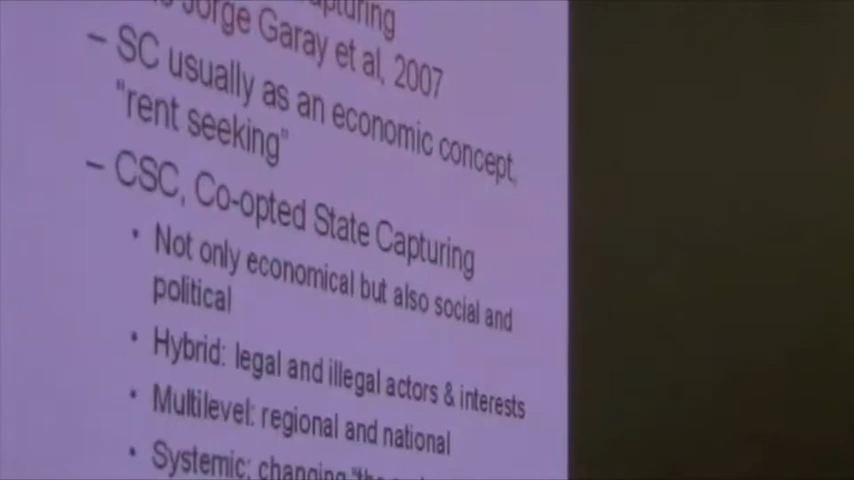 Capturing
Jorge Garay et al, 2007
– SC usually as an economic concept,
"rent seeking"
– CSC, Co-opted State Capturing
• Not only economical but also social and
political
• Hybrid: legal and illegal actors & interests
• Multilevel: regional and national
• Systemic: changing "the